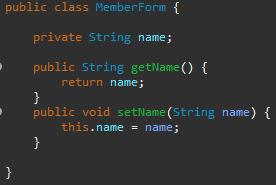 public class MemberForm {
private String name;
public String getName() {
return name;
}
public void setName(String name) {
this.name = name;
}
}